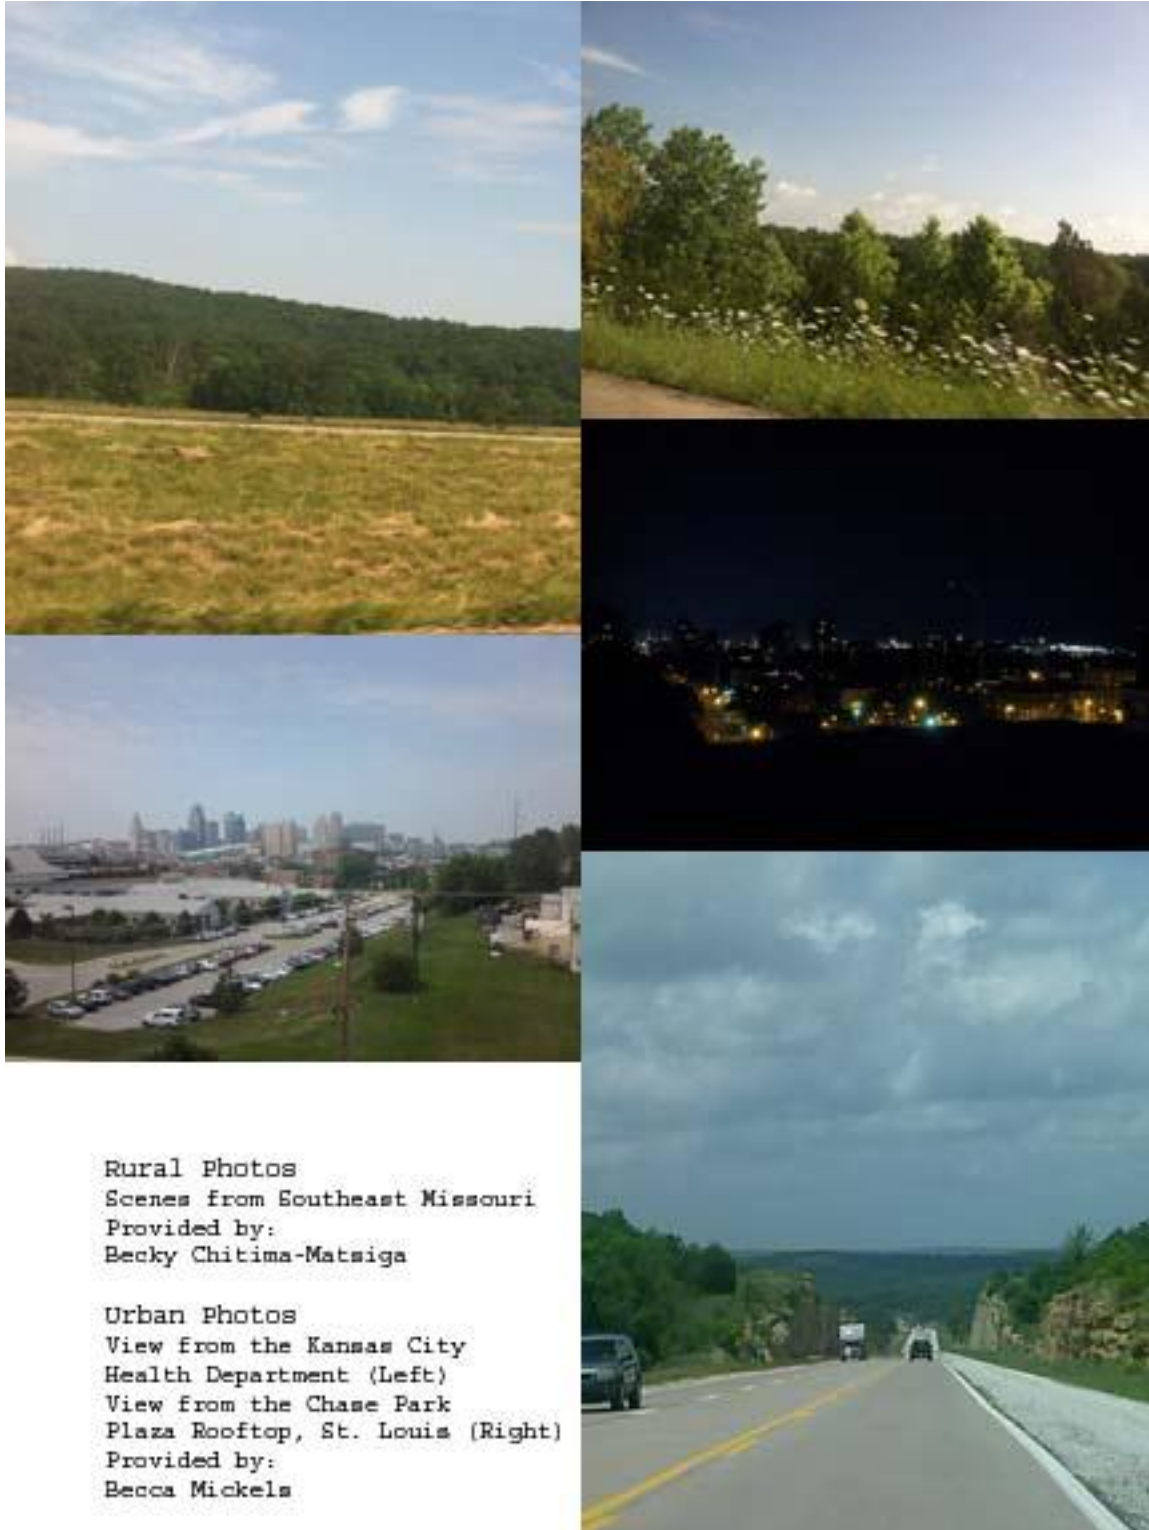 Rural Photos
Scenes from Southeast Missouri
Provided by:
Becky Chitima-Matsiga
Urban Photos
View from the Kansas City
Health Department (Left)
View from the Chase Park
Plaza Rooftop, St. Louis (Right)
Provided by:
Becca Mickels